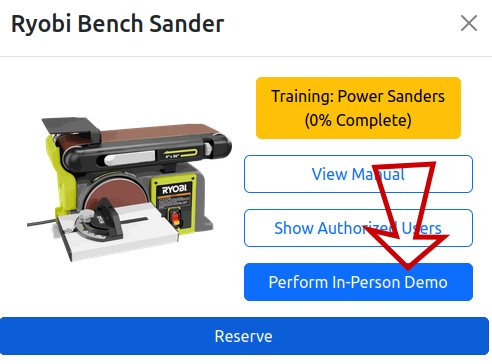 Ryobi Bench Sander
Training: Power Sanders
(0% Complete)
View Manual
Show Authorized Users
Perform In-Person Demo
RYOBI
Reserve